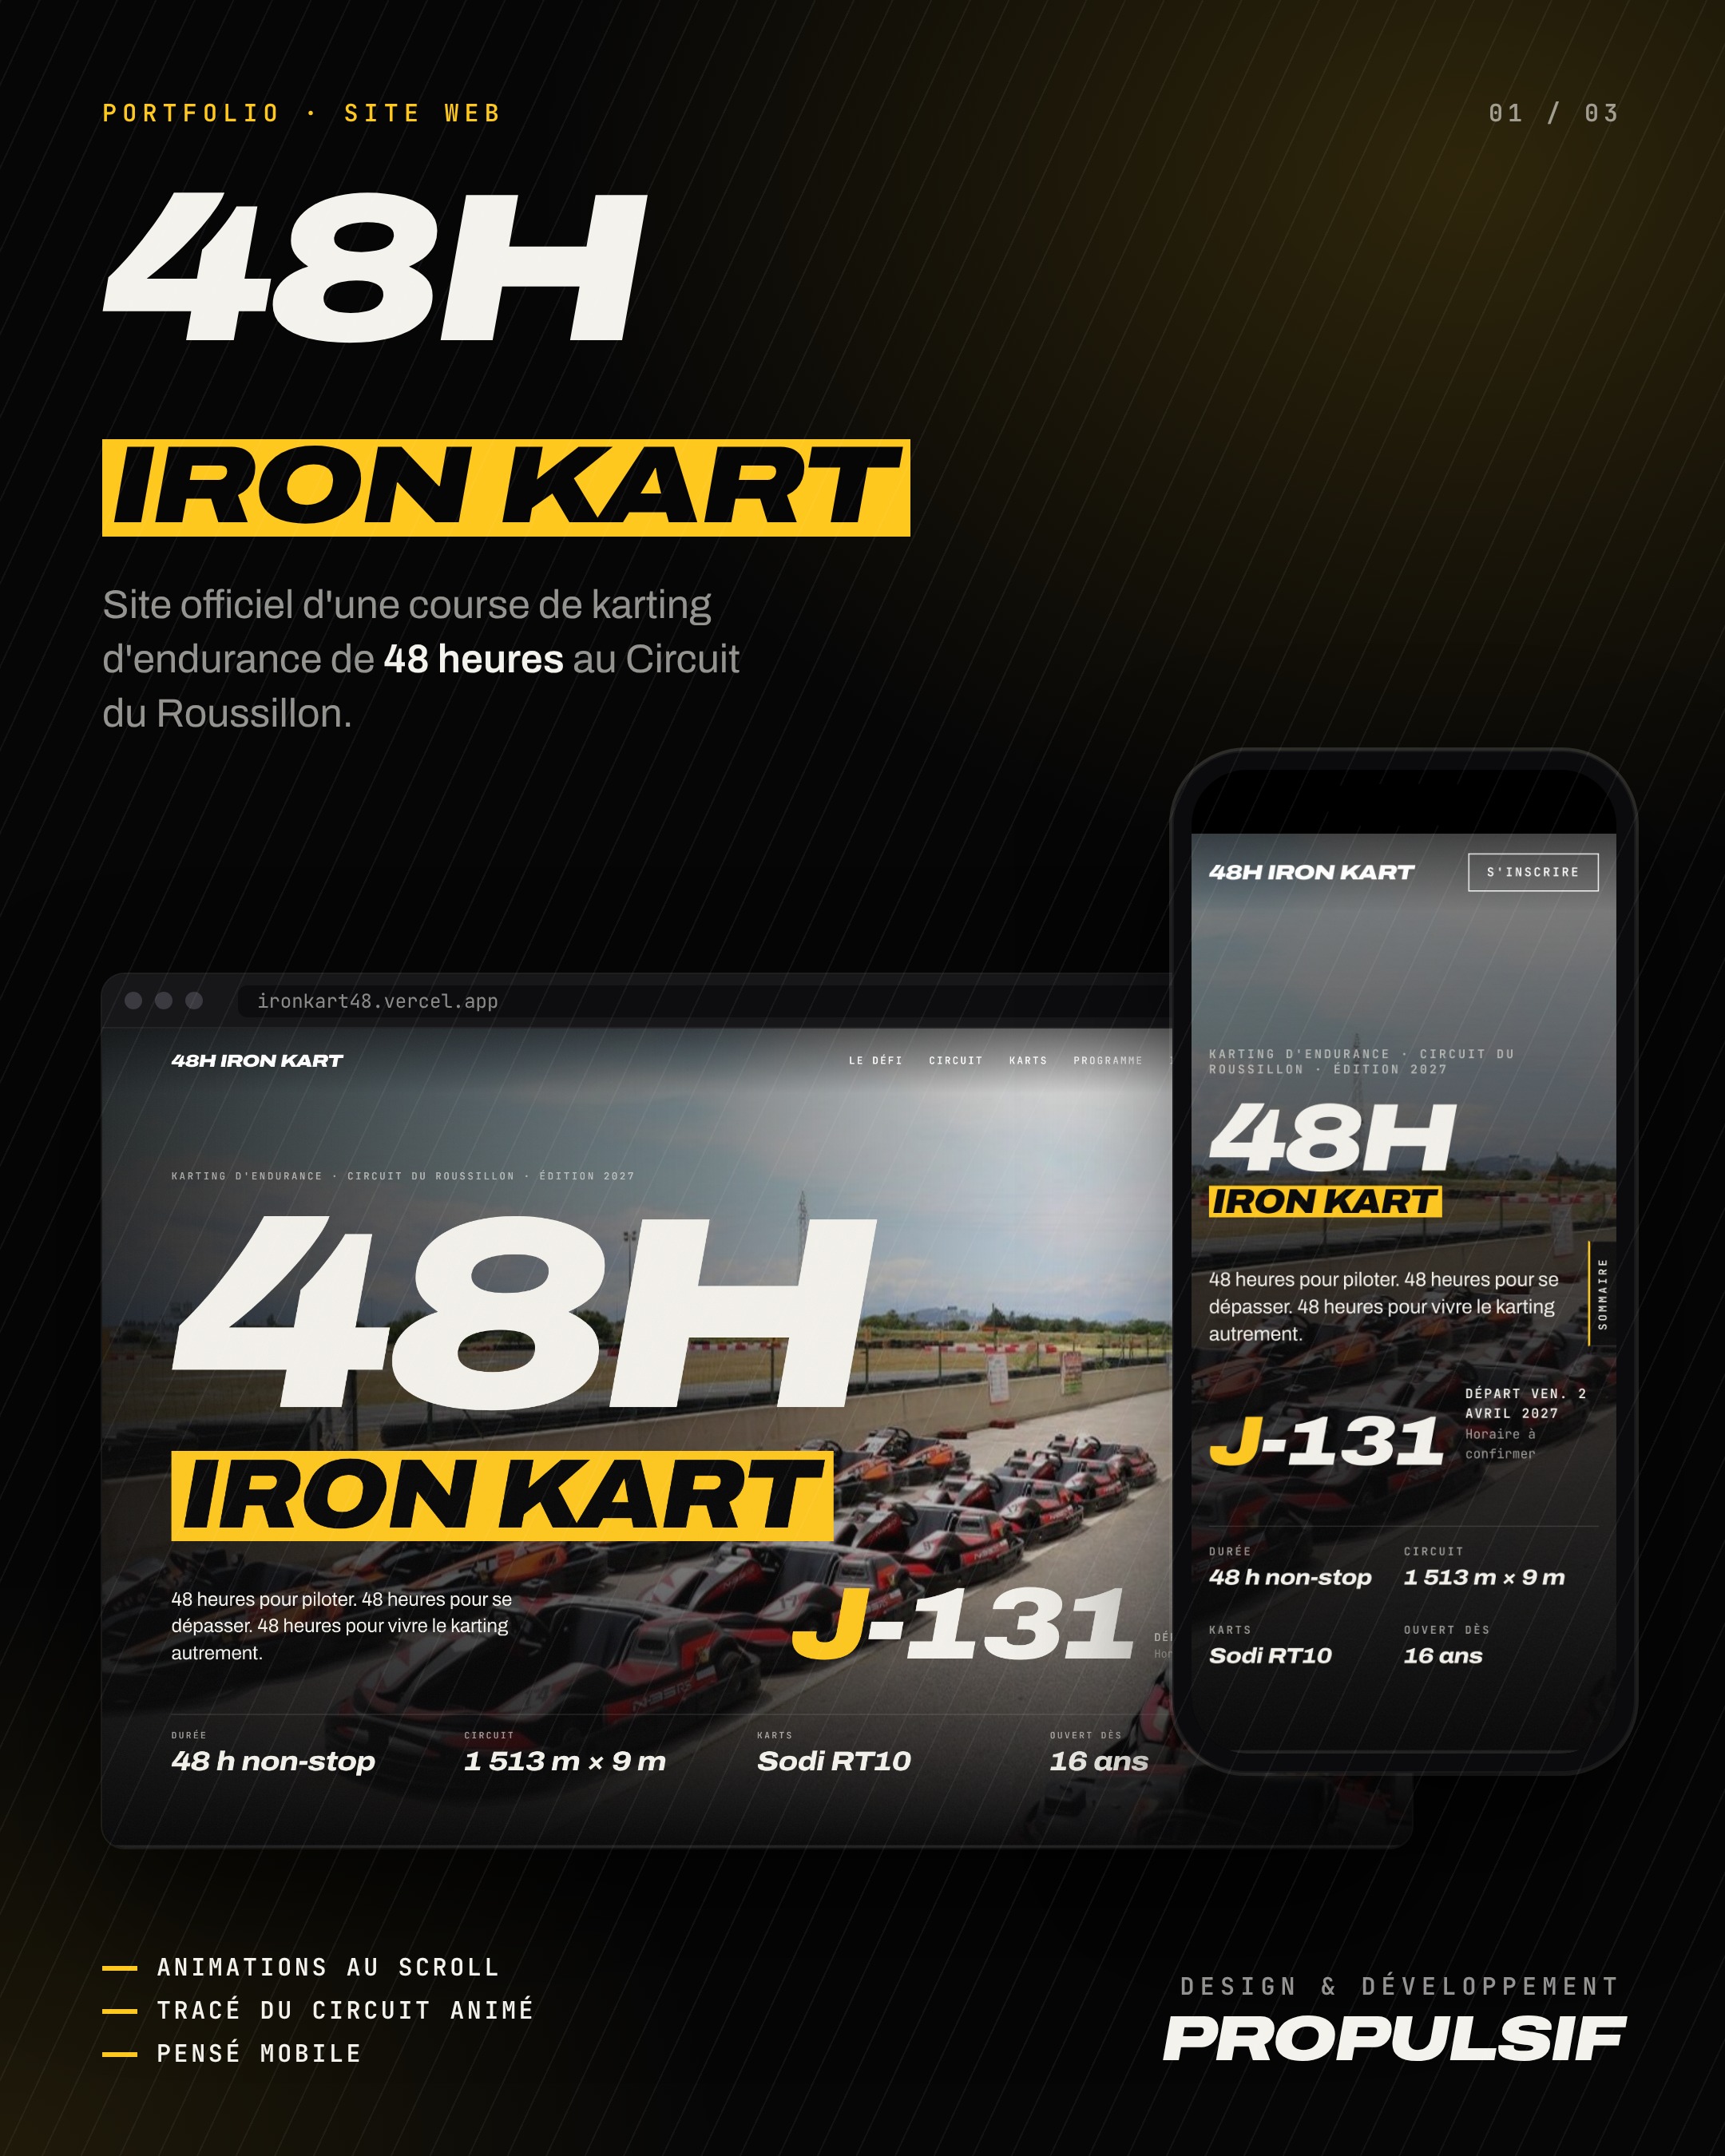 PORTFOLIO · SITE WEB
01 / 03
48H
IRON KART
Site officiel d'une course de karting
d'endurance de 48 heures au Circuit
du Roussillon.
ironkart48.vercel.app
48H IRON KART
LE DÉFI CIRCUIT KARTS PROGRAMME
KARTING D'ENDURANCE · CIRCUIT DU ROUSSILLON · ÉDITION 2027
48H
IRON KART
48 heures pour piloter. 48 heures pour se
dépasser. 48 heures pour vivre le karting
autrement.
J-131
DURÉE
48 h non-stop
CIRCUIT
1 513 m × 9 m
KARTS
Sodi RT10
OUVERT DÈS
16 ans
48H IRON KART
S'INSCRIRE
KARTING D'ENDURANCE · CIRCUIT DU
ROUSSILLON · ÉDITION 2027
48H
IRON KART
48 heures pour piloter. 48 heures pour se
dépasser. 48 heures pour vivre le karting
autrement.
SOMMAIRE
J-131
DÉPART VEN. 2
AVRIL 2027
Horaire à
confirmer
DURÉE
48 h non-stop
CIRCUIT
1 513 m × 9 m
KARTS
Sodi RT10
OUVERT DÈS
16 ans
ANIMATIONS AU SCROLL
TRACÉ DU CIRCUIT ANIMÉ
PENSÉ MOBILE
DESIGN & DÉVELOPPEMENT
PROPULSIF